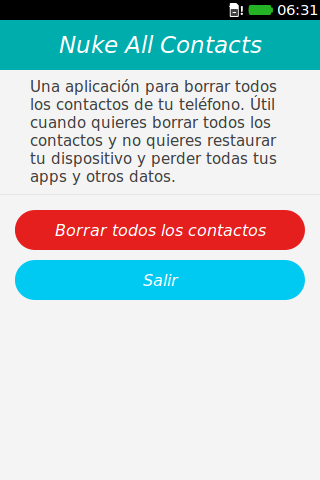 06:31
Nuke All Contacts
Una aplicación para borrar todos
los contactos de tu teléfono. Útil
cuando quieres borrar todos los
contactos y no quieres restaurar
tu dispositivo y perder todas tus
apps y otros datos.
Borrar todos los contactos
Salir